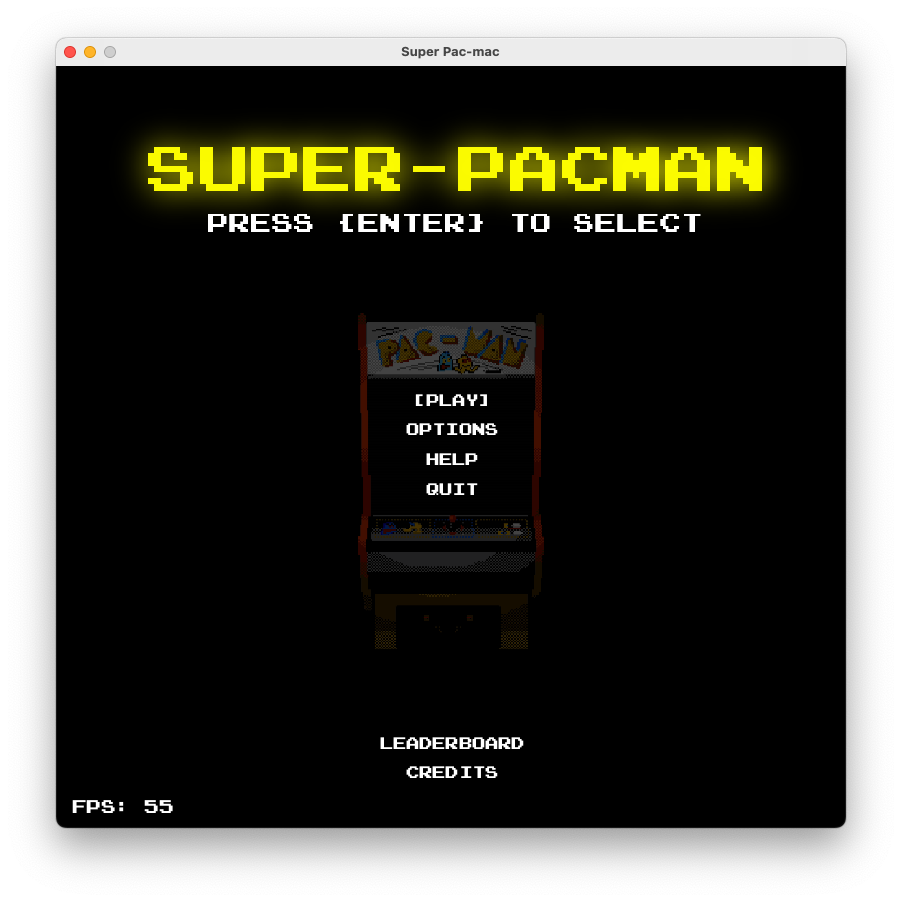 Super Pac-mac
SUPER-PACMAN
PRESS {ENTER} TO SELECT
PAC-MAN
[PLAY]
OPTIONS
HELP
QUIT
LEADERBOARD
CREDITS
FPS: 55